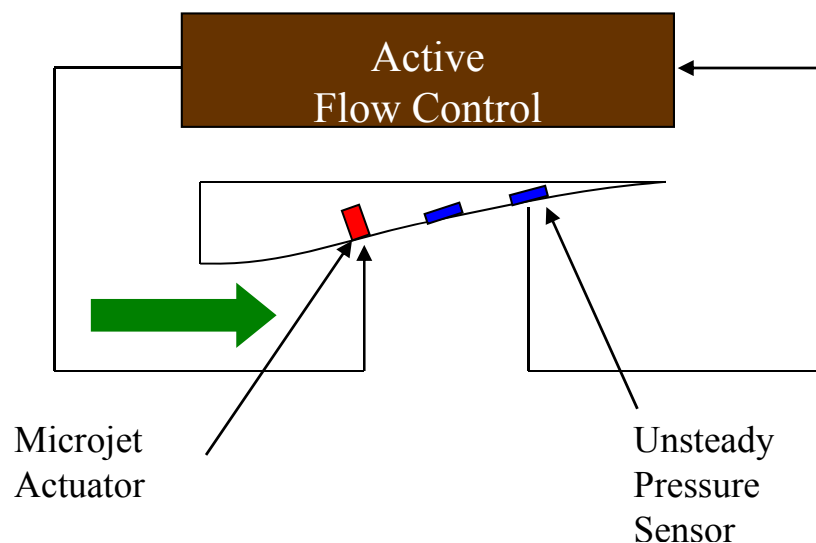 Active
Flow Control
Microjet
Actuator
Unsteady
Pressure
Sensor